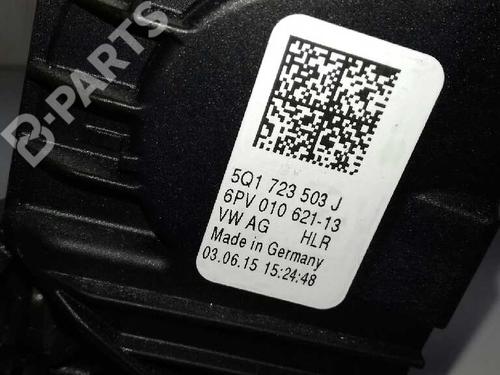 B-PARTS
5Q1 723 503 J
6PV 010 621-13
VW AG HLR
Made in Germany
03.06.15 15:24:48